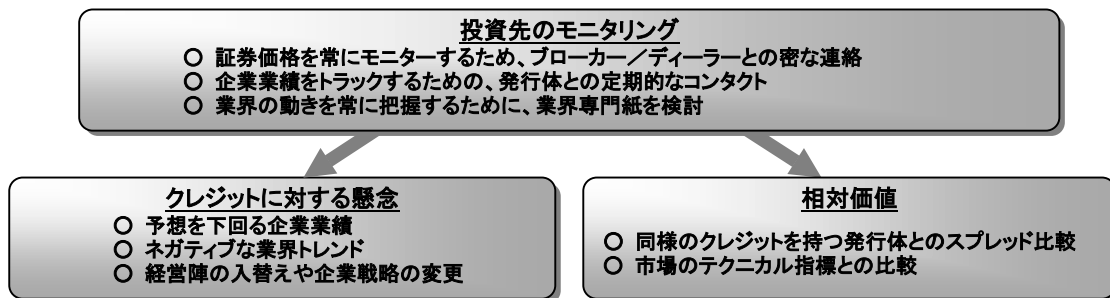 投資先のモニタリング
○ 証券価格を常にモニターするため、ブローカー／ディーラーとの密な連絡
○ 企業業績をトラックするための、発行体との定期的なコンタクト
○ 業界の動きを常に把握するために、業界専門紙を検討
クレジットに対する懸念
○ 予想を下回る企業業績
○ ネガティブな業界トレンド
○ 経営陣の入替えや企業戦略の変更
相対価値
○ 同様のクレジットを持つ発行体とのスプレッド比較
○ 市場のテクニカル指標との比較